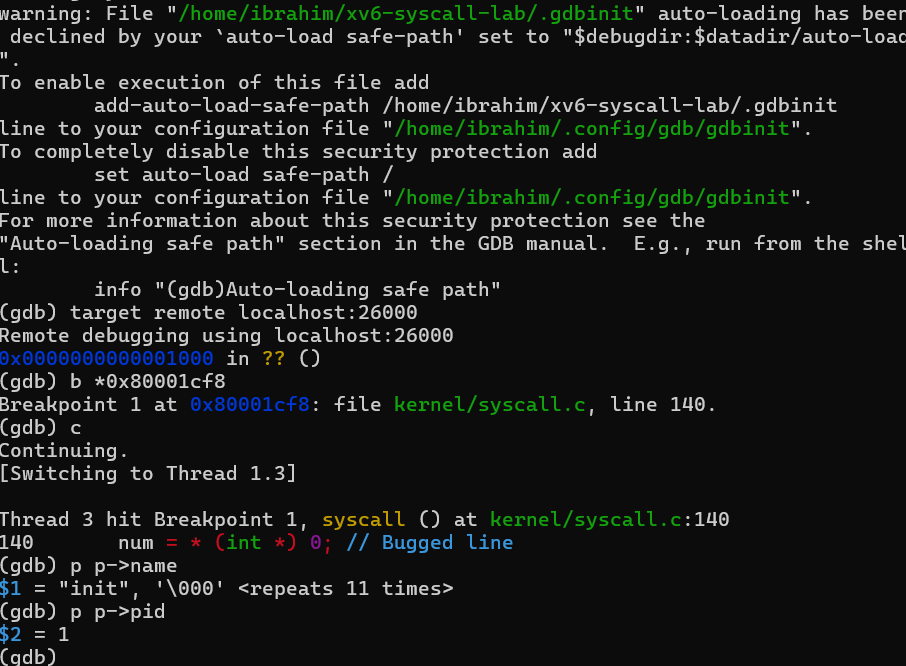 warning: File "/home/ibrahim/xv6-syscall-lab/.gdbinit" auto-loading has been
 declined by your `auto-load safe-path' set to "$debugdir:$datadir/auto-load
".
To enable execution of this file add
        add-auto-load-safe-path /home/ibrahim/xv6-syscall-lab/.gdbinit
line to your configuration file "/home/ibrahim/.config/gdb/gdbinit".
To completely disable this security protection add
        set auto-load safe-path /
line to your configuration file "/home/ibrahim/.config/gdb/gdbinit".
For more information about this security protection see the
"Auto-loading safe path" section in the GDB manual.  E.g., run from the shel
l:
        info "(gdb)Auto-loading safe path"
(gdb) target remote localhost:26000
Remote debugging using localhost:26000
0x0000000000001000 in ?? ()
(gdb) b *0x80001cf8
Breakpoint 1 at 0x80001cf8: file kernel/syscall.c, line 140.
(gdb) c
Continuing.
[Switching to Thread 1.3]

Thread 3 hit Breakpoint 1, syscall () at kernel/syscall.c:140
140       num = * (int *) 0; // Bugged line
(gdb) p p->name
$1 = "init", '\000' <repeats 11 times>
(gdb) p p->pid
$2 = 1
(gdb)